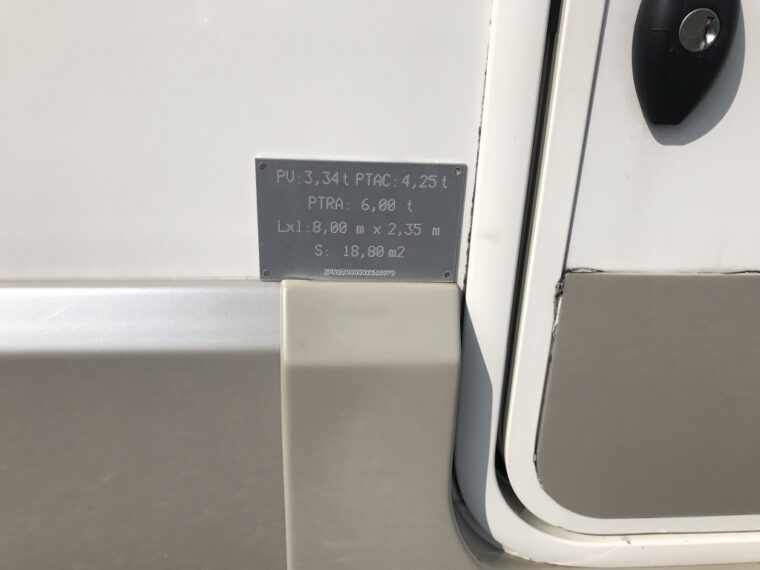 PV:3,34t PTAC:4,25t
PTRA: 6,00 t
Lxl:8,00 m x 2,35 m
S: 18,80 m2